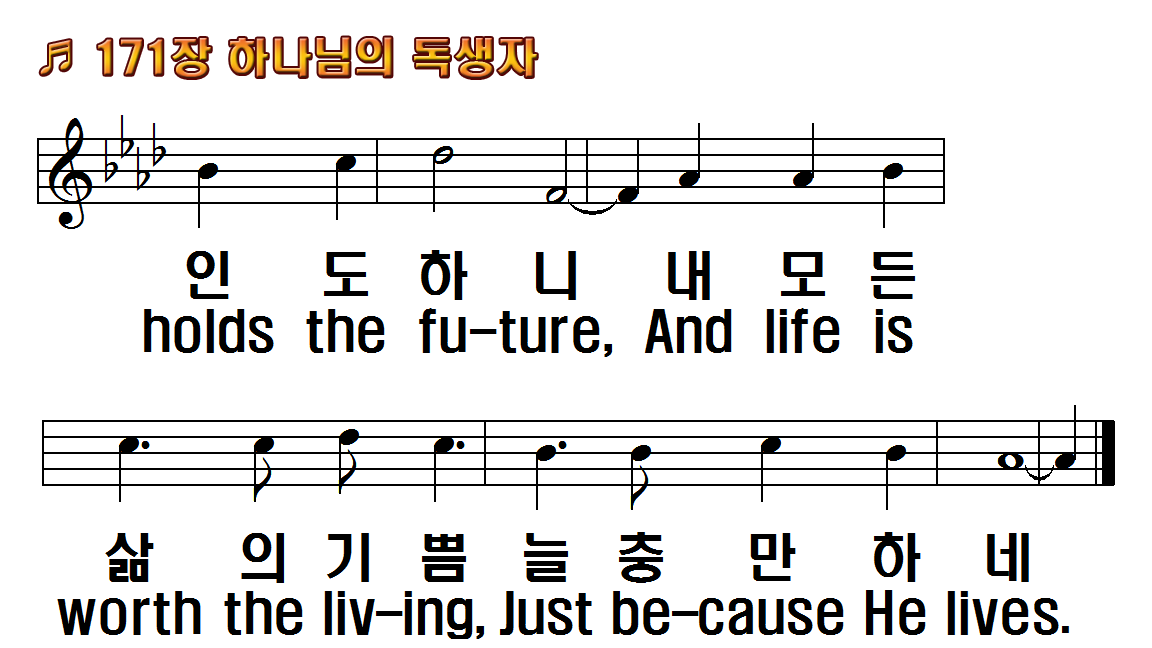 ♬ 171장 하나님의 독생자
인 도 하 니 내 모 든
holds the fu-ture, And life is
삶 의 기 쁨 늘 충 만 하 네
worth the liv-ing, Just be-cause He lives.